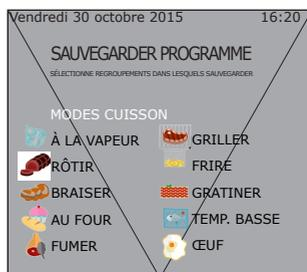 Vendredi 30 octobre 2015 16:20
SAUVEGARDER PROGRAMME
SÉLECTIONNE REGROUPEMENTS DANS LESQUELS SAUVEGARDER
MODES CUISSON
À LA VAPEUR GRILLER
RÔTIR FRIRE
BRAISER GRATINER
AU FOUR TEMP. BASSE
FUMER ŒUF